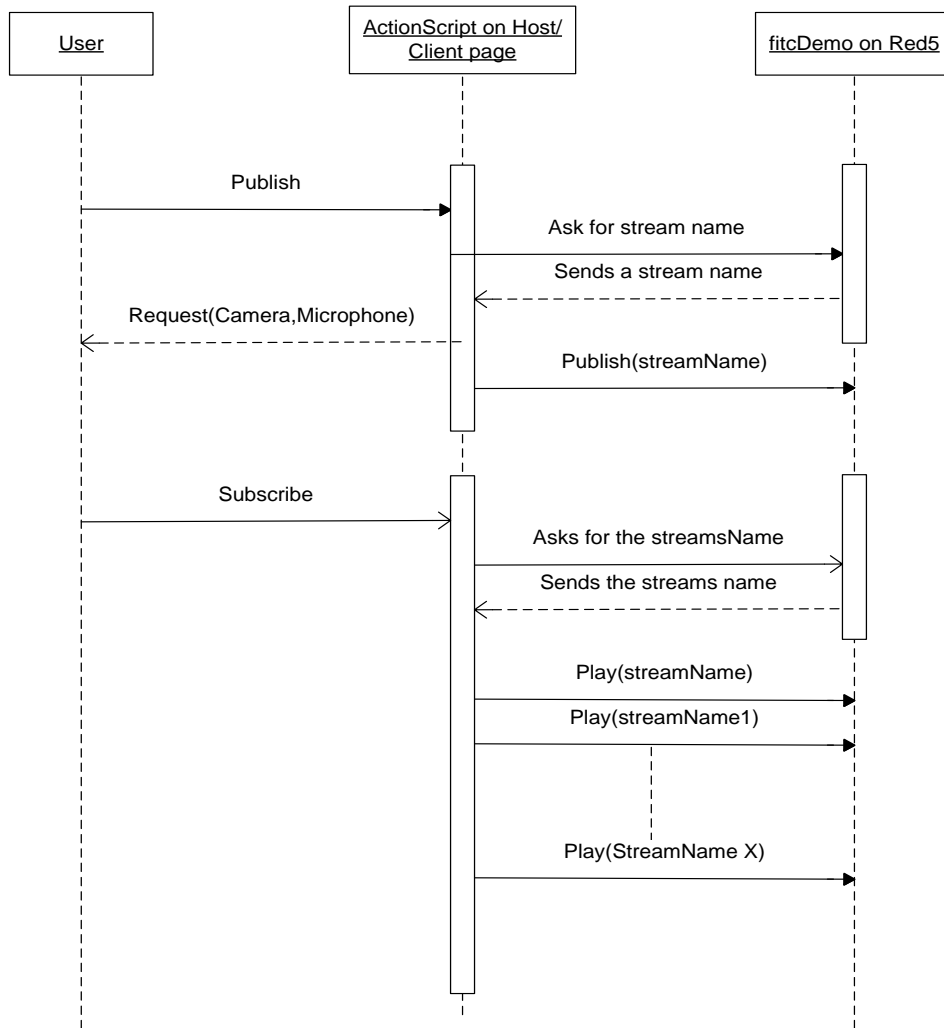 User
ActionScript on Host/
Client page
fitcDemo on Red5
Publish
Ask for stream name
Sends a stream name
Request(Camera,Microphone)
Publish(streamName)
Subscribe
Asks for the streamsName
Sends the streams name
Play(streamName)
Play(streamName1)
Play(StreamName X)